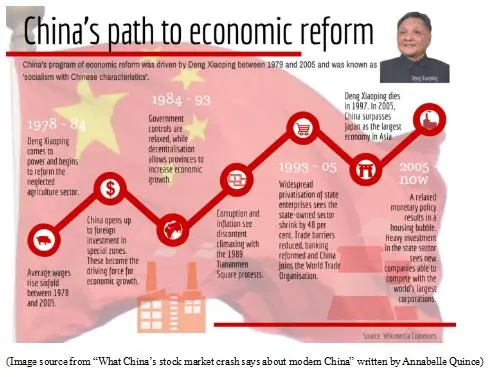 China's path to economic reform
China's program of economic reform was driven by Deng Xiaoping between 1979 and 2005 and was known as
'socialism with Chinese characteristics'.
Deng Xiaoping
1978 - 84
Deng Xiaoping
comes to
power and begins
to reform the
neglected
agriculture sector.
Average wages
rise sixfold
between 1978
and 2005.
China opens up
to foreign
investment in
special zones.
These become the
driving force for
economic growth.
$
1984 - 93
Government
controls are
relaxed, while
decentralisation
allows provinces to
increase economic
growth.
Corruption and
inflation see
discontent
climaxing with
the 1989
Tiananmen
Square protests.
1993 - 05
Widespread
privatisation of state
enterprises sees the
state-owned sector
shrink by 48 per
cent. Trade barriers
reduced, banking
reformed and China
joins the World Trade
Organisation.
Deng Xiaoping dies
in 1997. In 2005,
China surpasses
Japan as the largest
economy in Asia.
2005 -
now
A relaxed
monetary policy
results in a
housing bubble.
Heavy investment
in the state sector
sees new
companies able to
compete with the
world's largest
corporations.
Source: Wikimedia Commons.
(Image source from “What China's stock market crash says about modern China” written by Annabelle Quince)